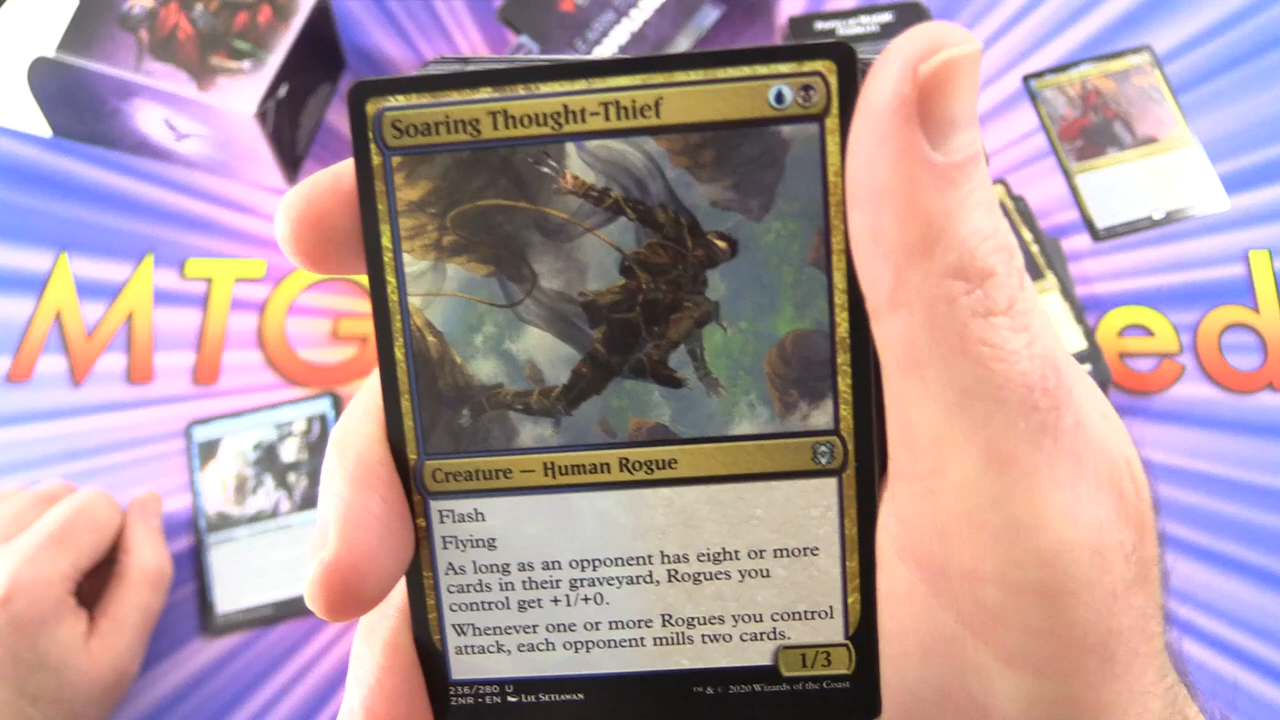 Soaring Thought-Thief
MTG
ed
Creature — Human Rogue
Flash
Flying
As long as an opponent has eight or more
cards in their graveyard, Rogues you
control get +1/+0.
Whenever one or more Rogues you control
attack, each opponent mills two cards.
1/3
236/280 U
ZNR • EN Lie Setiawan
™ & © 2020 Wizards of the Coast